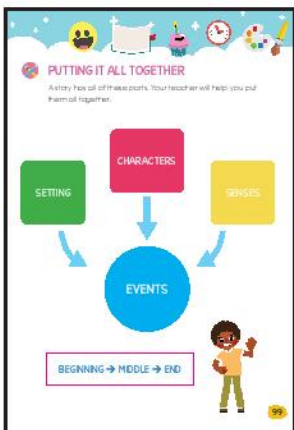 PUTTING IT ALL TOGETHER
A story has all of these parts. Your teacher will help you put
them all together.
CHARACTERS
SETTING
SENSES
EVENTS
BEGINNING → MIDDLE → END
99